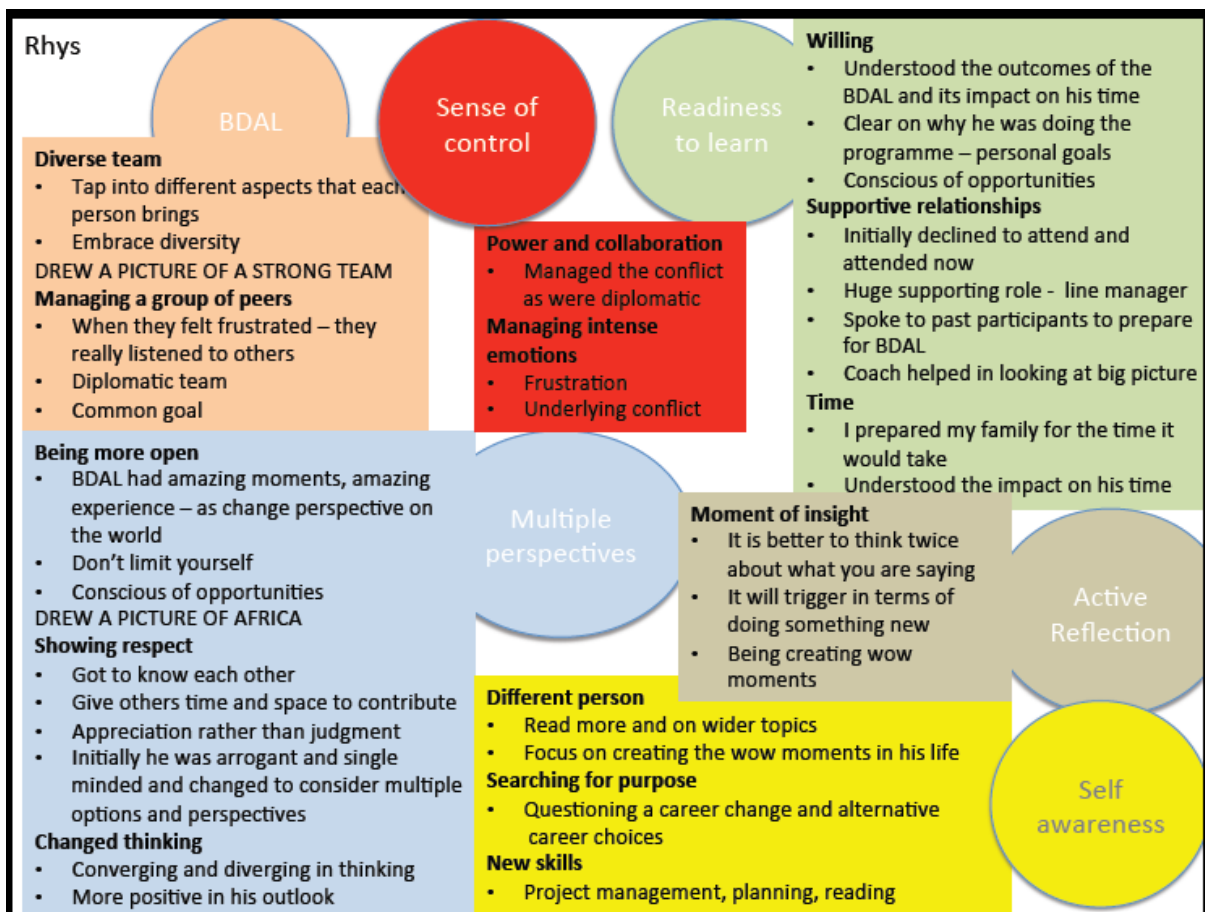 Rhys
BDAL
Diverse team
• Tap into different aspects that each
person brings
• Embrace diversity
DREW A PICTURE OF A STRONG TEAM
Managing a group of peers
• When they felt frustrated – they
really listened to others
• Diplomatic team
• Common goal
Sense of
control
Power and collaboration
• Managed the conflict
as were diplomatic
Managing intense
emotions
• Frustration
• Underlying conflict
Readiness
to learn
Willing
• Understood the outcomes of the
BDAL and its impact on his time
• Clear on why he was doing the
programme – personal goals
• Conscious of opportunities
Supportive relationships
• Initially declined to attend and
attended now
• Huge supporting role - line manager
• Spoke to past participants to prepare
for BDAL
• Coach helped in looking at big picture
Time
• I prepared my family for the time it
would take
• Understood the impact on his time
Being more open
• BDAL had amazing moments, amazing
experience – as change perspective on
the world
• Don't limit yourself
• Conscious of opportunities
DREW A PICTURE OF AFRICA
Showing respect
• Got to know each other
• Give others time and space to contribute
• Appreciation rather than judgment
• Initially he was arrogant and single
minded and changed to consider multiple
options and perspectives
Changed thinking
• Converging and diverging in thinking
• More positive in his outlook
Multiple
perspectives
Moment of insight
• It is better to think twice
about what you are saying
• It will trigger in terms of
doing something new
• Being creating wow
moments
Active
Reflection
Different person
• Read more and on wider topics
• Focus on creating the wow moments in his life
Searching for purpose
• Questioning a career change and alternative
career choices
New skills
• Project management, planning, reading
Self
awareness